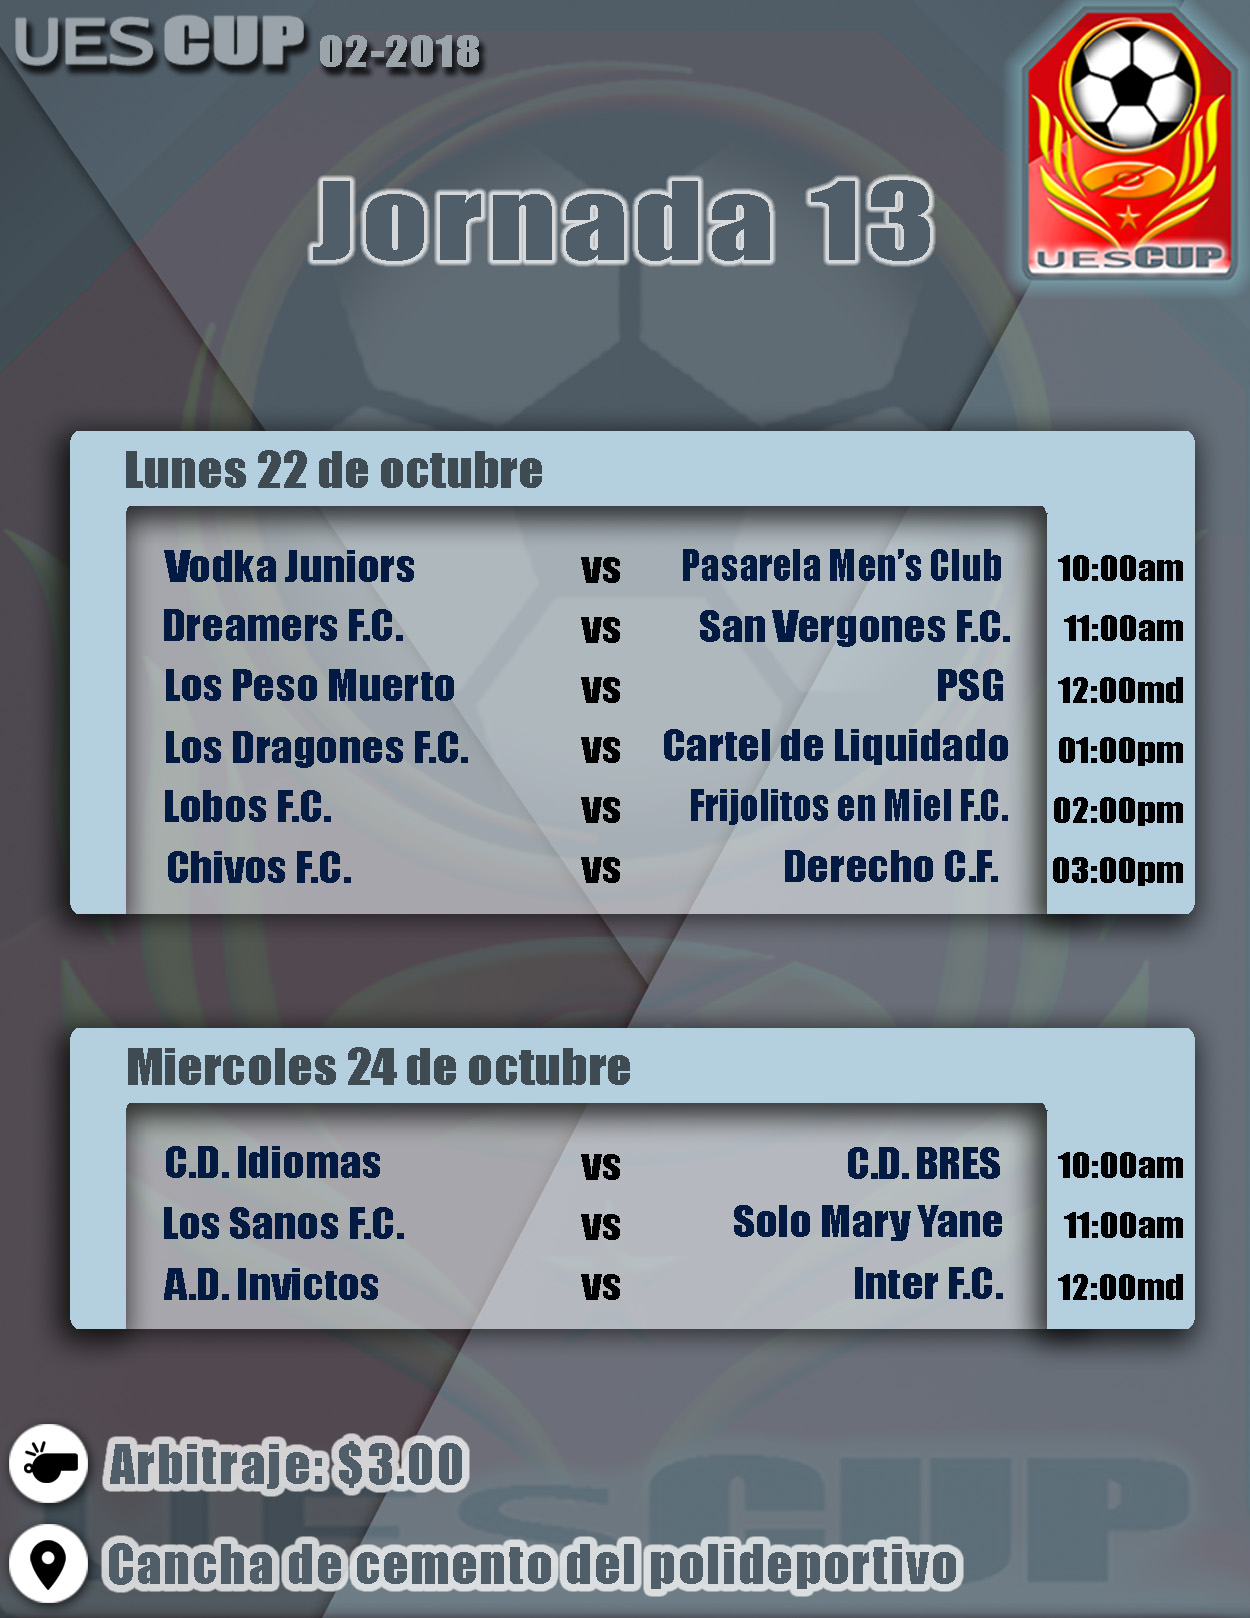 UES CUP 02-2018
UESCUP
Jornada 13
Lunes 22 de octubre
Vodka Juniors vs Pasarela Men’s Club 10:00am
Dreamers F.C. vs San Vergones F.C. 11:00am
Los Peso Muerto vs PSG 12:00md
Los Dragones F.C. vs Cartel de Liquidado 01:00pm
Lobos F.C. vs Frijolitos en Miel F.C. 02:00pm
Chivos F.C. vs Derecho C.F. 03:00pm
Miercoles 24 de octubre
C.D. Idiomas vs C.D. BRES 10:00am
Los Sanos F.C. vs Solo Mary Yane 11:00am
A.D. Invictos vs Inter F.C. 12:00md
Arbitraje: $3.00
UESCUP
Cancha de cemento del polideportivo